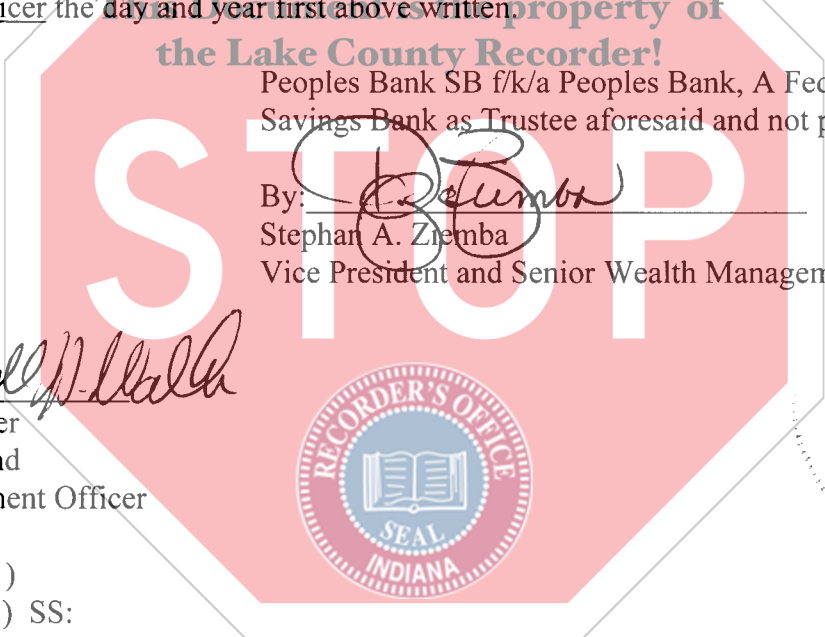 icer the day and year first above written.
This Document is the property of
the Lake County Recorder!
Peoples Bank SB f/k/a Peoples Bank, A Fed
Savings Bank as Trustee aforesaid and not p
By:
Stephan A. Ziemba
Vice President and Senior Wealth Managem
STOP
er
nd
ent Officer
RECORDER'S OFFICE
SEAL
INDIANA
)
) SS: